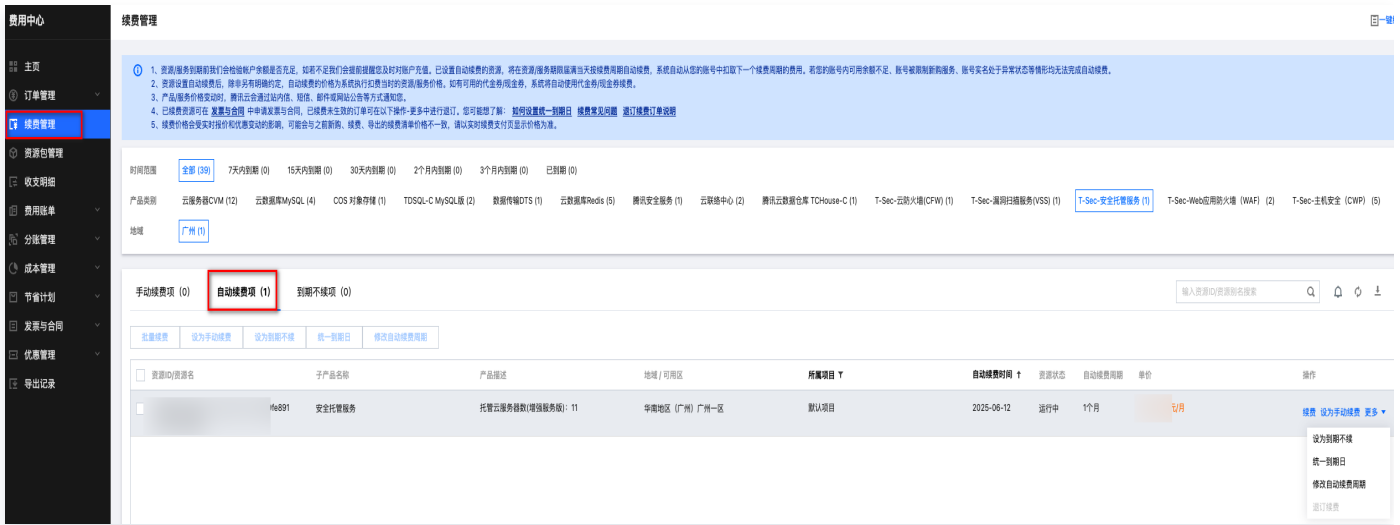 费用中心
续费管理
一键
主页
订单管理
续费管理
资源包管理
收支明细
费用账单
分账管理
成本管理
节省计划
发票与合同
优惠管理
导出记录
1、资源/服务到期前我们会检验帐户余额是否充足，如若不足我们会提前提醒您及时对账户充值。已设置自动续费的资源，将在资源/服务期限届满当天按续费周期自动续费，系统自动从您的账号中扣取下一个续费周期的费用。若您的账号内可用余额不足、账号被限制新购服务、账号实名处于异常状态等情形均无法完成自动续费。
2、资源设置自动续费后，除非另有明确约定，自动续费的价格为系统执行扣费当时的资源/服务价格。如有可用的代金券/现金券，系统将自动使用代金券/现金券续费。
3、产品/服务价格变动时，腾讯云会通过站内信、短信、邮件或网站公告等方式通知您。
4、已续费资源可在 发票与合同 中申请发票与合同，已续费未生效的订单可在以下操作-更多中进行退订。您可能想了解： 如何设置统一到期日 续费常见问题 退订续费订单说明
5、续费价格会受实时报价和优惠变动的影响，可能会与之前新购、续费、导出的续费清单价格不一致，请以实时续费支付页显示价格为准。
时间范围 全部 (39) 7天内到期 (0) 15天内到期 (0) 30天内到期 (0) 2个月内到期 (0) 3个月内到期 (0) 已到期 (0)
产品类别 云服务器CVM (12) 云数据库MySQL (4) COS 对象存储 (1) TDSQL-C MySQL版 (2) 数据传输DTS (1) 云数据库Redis (5) 腾讯安全服务 (1) 云联络中心 (2) 腾讯云数据仓库 TCHouse-C (1) T-Sec-云防火墙(CFW) (1) T-Sec-漏洞扫描服务(VSS) (1) T-Sec-安全托管服务 (1) T-Sec-Web应用防火墙（WAF） (2) T-Sec-主机安全（CWP） (5)
地域 广州 (1)
手动续费项（0） 自动续费项（1） 到期不续项（0）
输入资源ID/资源别名搜索
批量续费 设为手动续费 设为到期不续 统一到期日 修改自动续费周期
资源ID/资源名 子产品名称 产品描述 地域 / 可用区 所属项目 自动续费时间 ↑ 资源状态 自动续费周期 单价 操作
fe891 安全托管服务 托管云服务器数(增强服务版)：11 华南地区（广州）广州一区 默认项目 2025-06-12 运行中 1个月 元/月 续费 设为手动续费 更多
设为到期不续
统一到期日
修改自动续费周期
退订续费